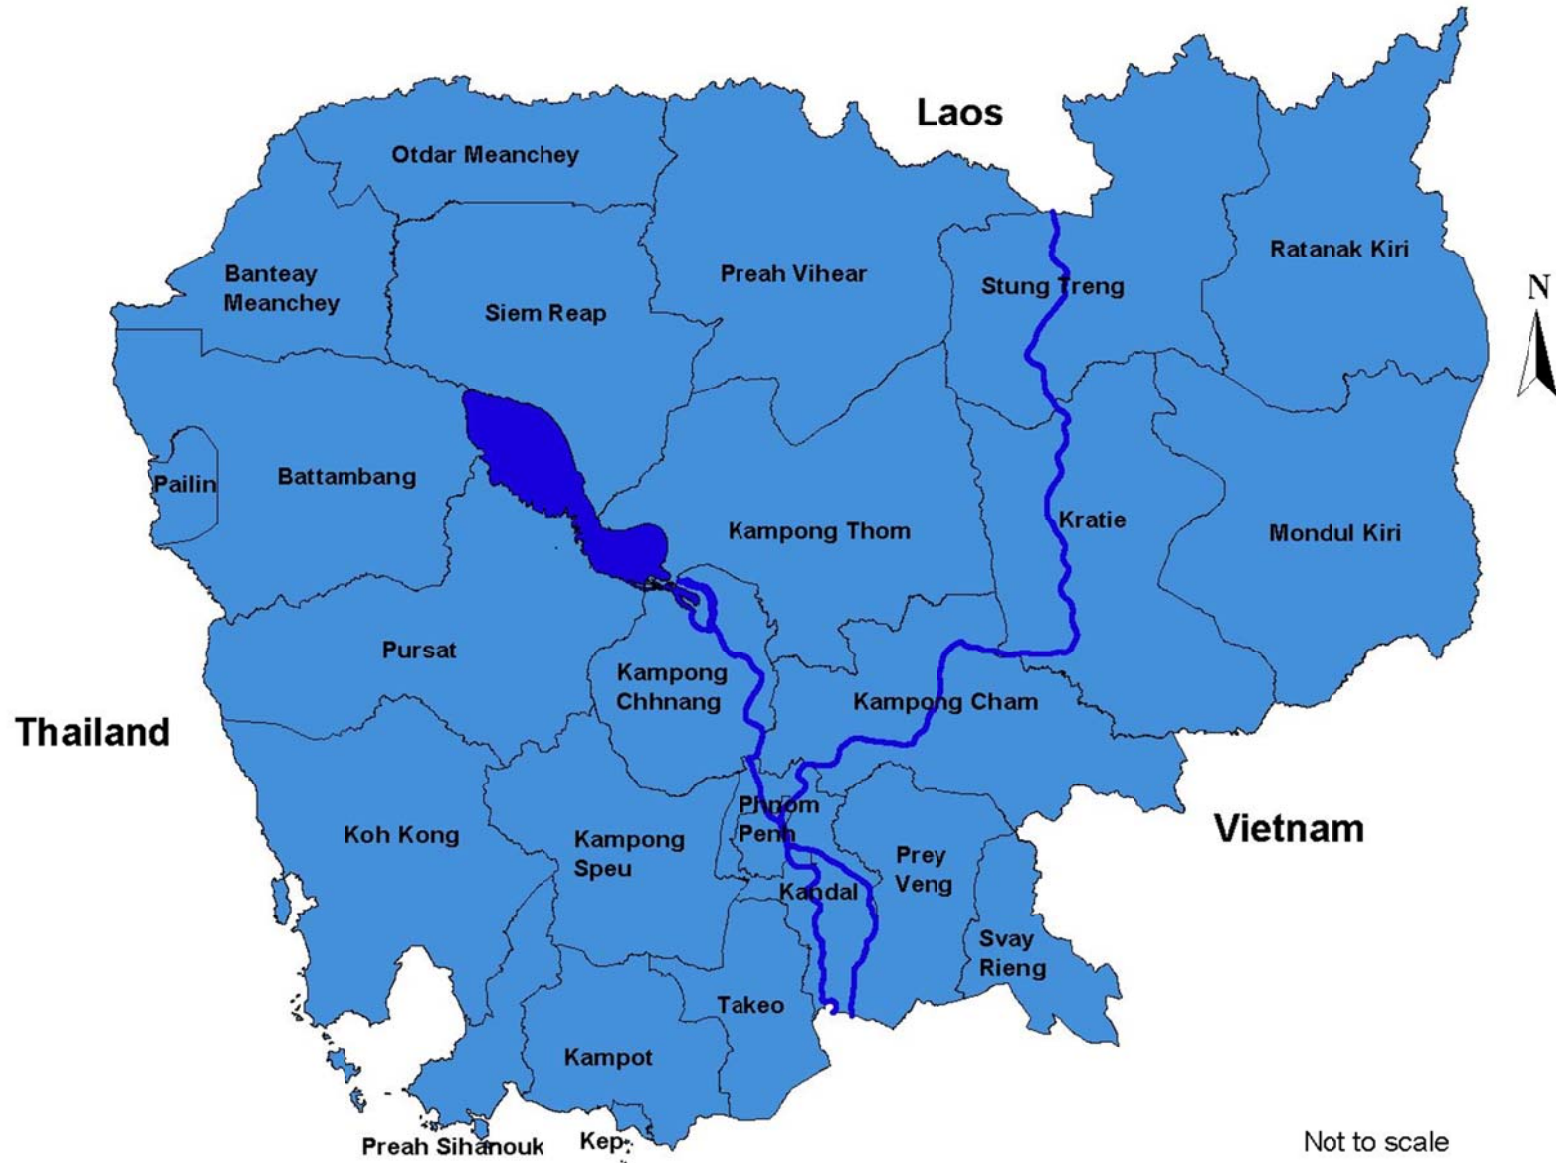 Laos
N
Otdar Meanchey
Banteay
Meanchey
Siem Reap
Preah Vihear
Stung Treng
Ratanak Kiri
Pailin
Battambang
Kampong Thom
Kratie
Mondul Kiri
Pursat
Kampong
Chhnang
Kampong Cham
Thailand
Koh Kong
Kampong
Speu
Phnom
Penh
Kandal
Prey
Veng
Vietnam
Svay
Rieng
Takeo
Kampot
Preah Sihanouk
Kep
Not to scale